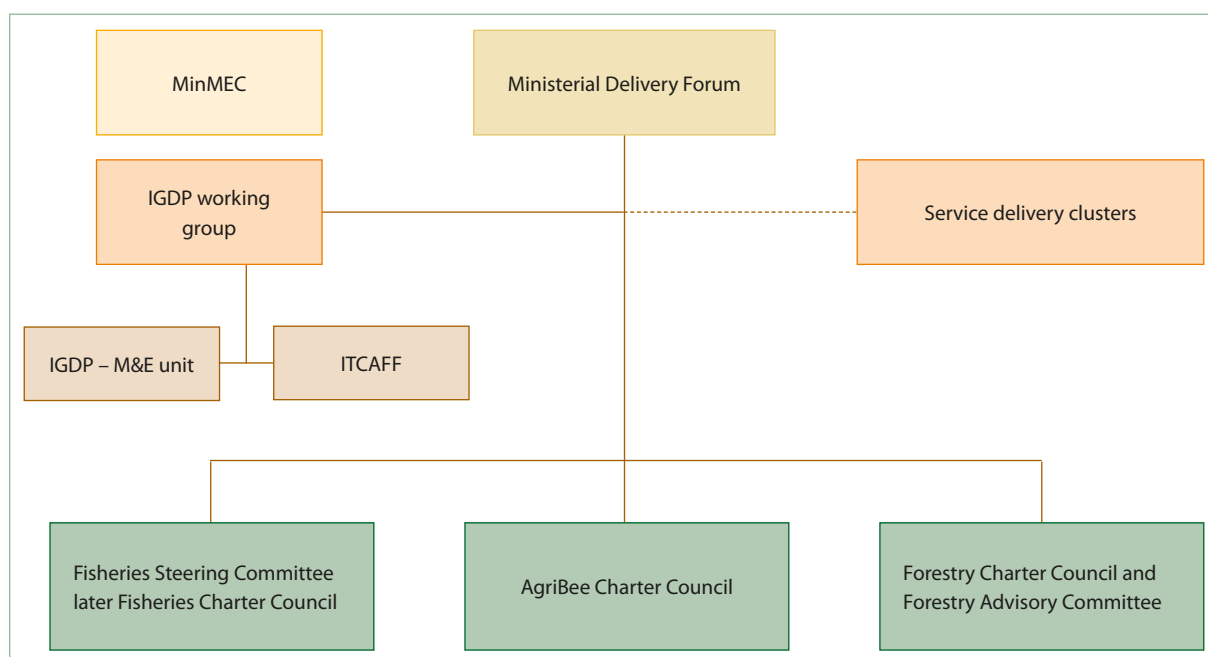 MinMEC
Ministerial Delivery Forum
IGDP working
group
Service delivery clusters
IGDP – M&E unit
ITCAFF
Fisheries Steering Committee
later Fisheries Charter Council
AgriBee Charter Council
Forestry Charter Council and
Forestry Advisory Committee